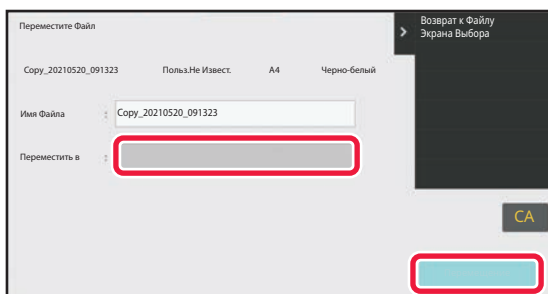 Переместите Файл
Возврат к Файлу
Экрана Выбора
Copy_20210520_091323 Польз.Не Извест. A4 Черно-белый
Имя Файла : Copy_20210520_091323
Переместить в :
CA